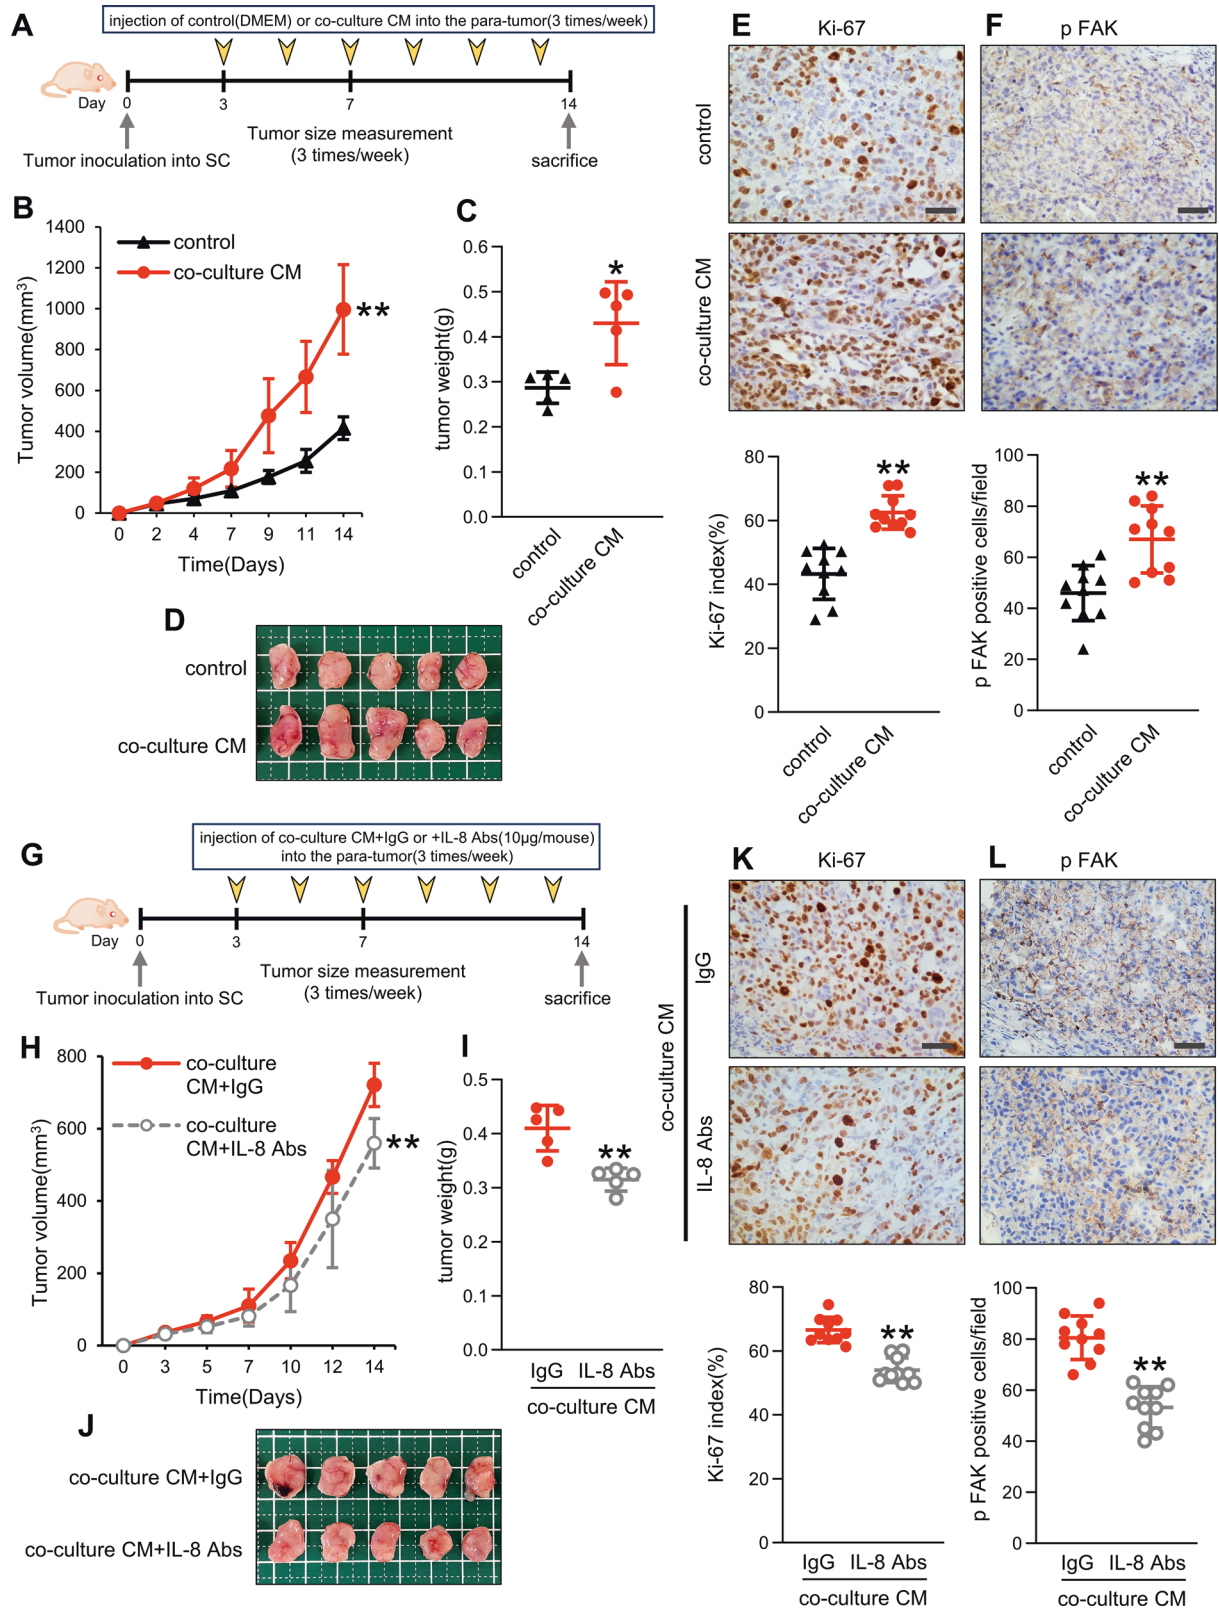 A
injection of control(DMEM) or co-culture CM into the para-tumor(3 times/week)
Day
0
3
7
14
Tumor size measurement
(3 times/week)
Tumor inoculation into SC
sacrifice
B
1400
1200
1000
800
600
400
200
0
Tumor volume(mm³)
control
co-culture CM
**
0 2 4 7 9 11 14
Time(Days)
C
0.6
0.5
0.4
0.3
0.2
0.1
0.0
tumor weight(g)
*
control
co-culture CM
D
control
co-culture CM
E
Ki-67
control
co-culture CM
80
60
40
20
0
Ki-67 index(%)
**
control
co-culture CM
F
p FAK
100
80
60
40
20
0
p FAK positive cells/field
**
control
co-culture CM
G
injection of co-culture CM+IgG or +IL-8 Abs(10μg/mouse)
into the para-tumor(3 times/week)
Day
0
3
7
14
Tumor size measurement
(3 times/week)
Tumor inoculation into SC
sacrifice
H
800
600
400
200
0
Tumor volume(mm³)
co-culture
CM+IgG
co-culture
CM+IL-8 Abs
**
0 3 5 7 10 12 14
Time(Days)
I
0.5
0.4
0.3
0.2
0.1
0.0
tumor weight(g)
**
IgG IL-8 Abs
co-culture CM
J
co-culture CM+IgG
co-culture CM+IL-8 Abs
K
Ki-67
co-culture CM
IgG
IL-8 Abs
80
60
40
20
0
Ki-67 index(%)
**
IgG IL-8 Abs
co-culture CM
L
p FAK
100
80
60
40
20
0
p FAK positive cells/field
**
IgG IL-8 Abs
co-culture CM